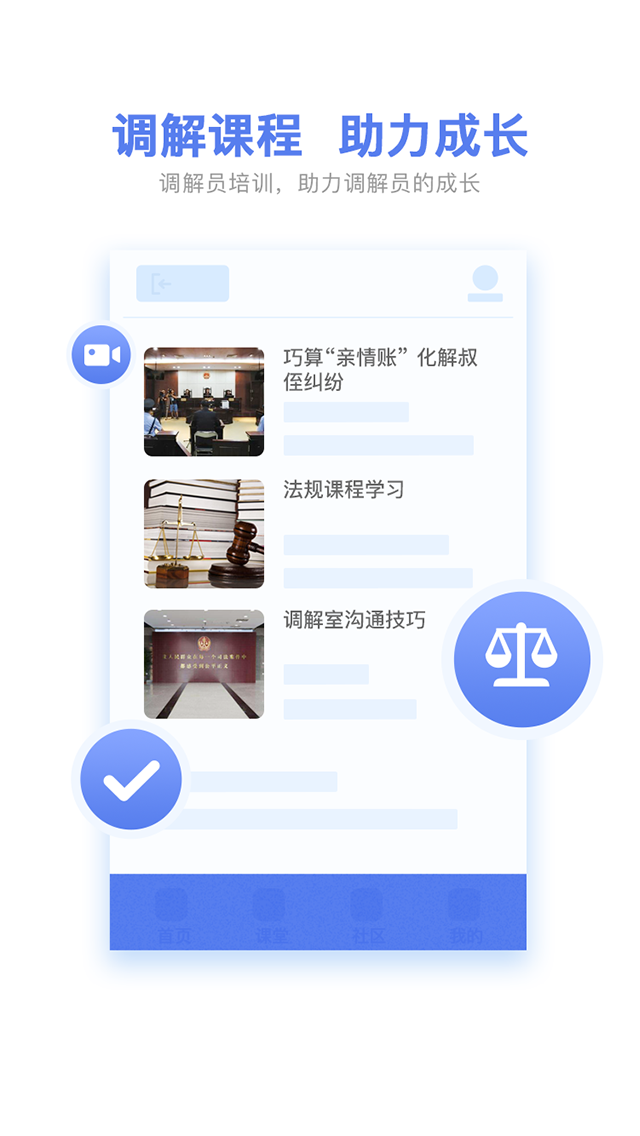 调解课程 助力成长
调解员培训，助力调解员的成长
巧算“亲情账”化解叔
侄纠纷
法规课程学习
调解室沟通技巧
首页 课堂 社区 我的